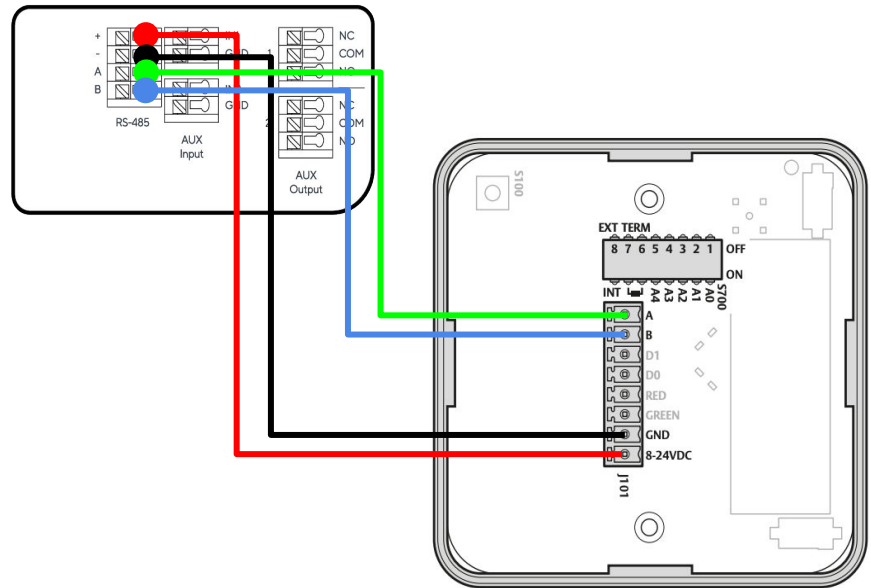 +
-
A
B
RS-485
GND
GND
AUX
Input
1
NC
COM
NO
2
NC
COM
NO
AUX
Output
S100
EXT TERM
8 7 6 5 4 3 2 1 OFF
ON
INT A4 A3 A2 A1 A0 S700
A
B
D1
D0
RED
GREEN
GND
8-24VDC
J101